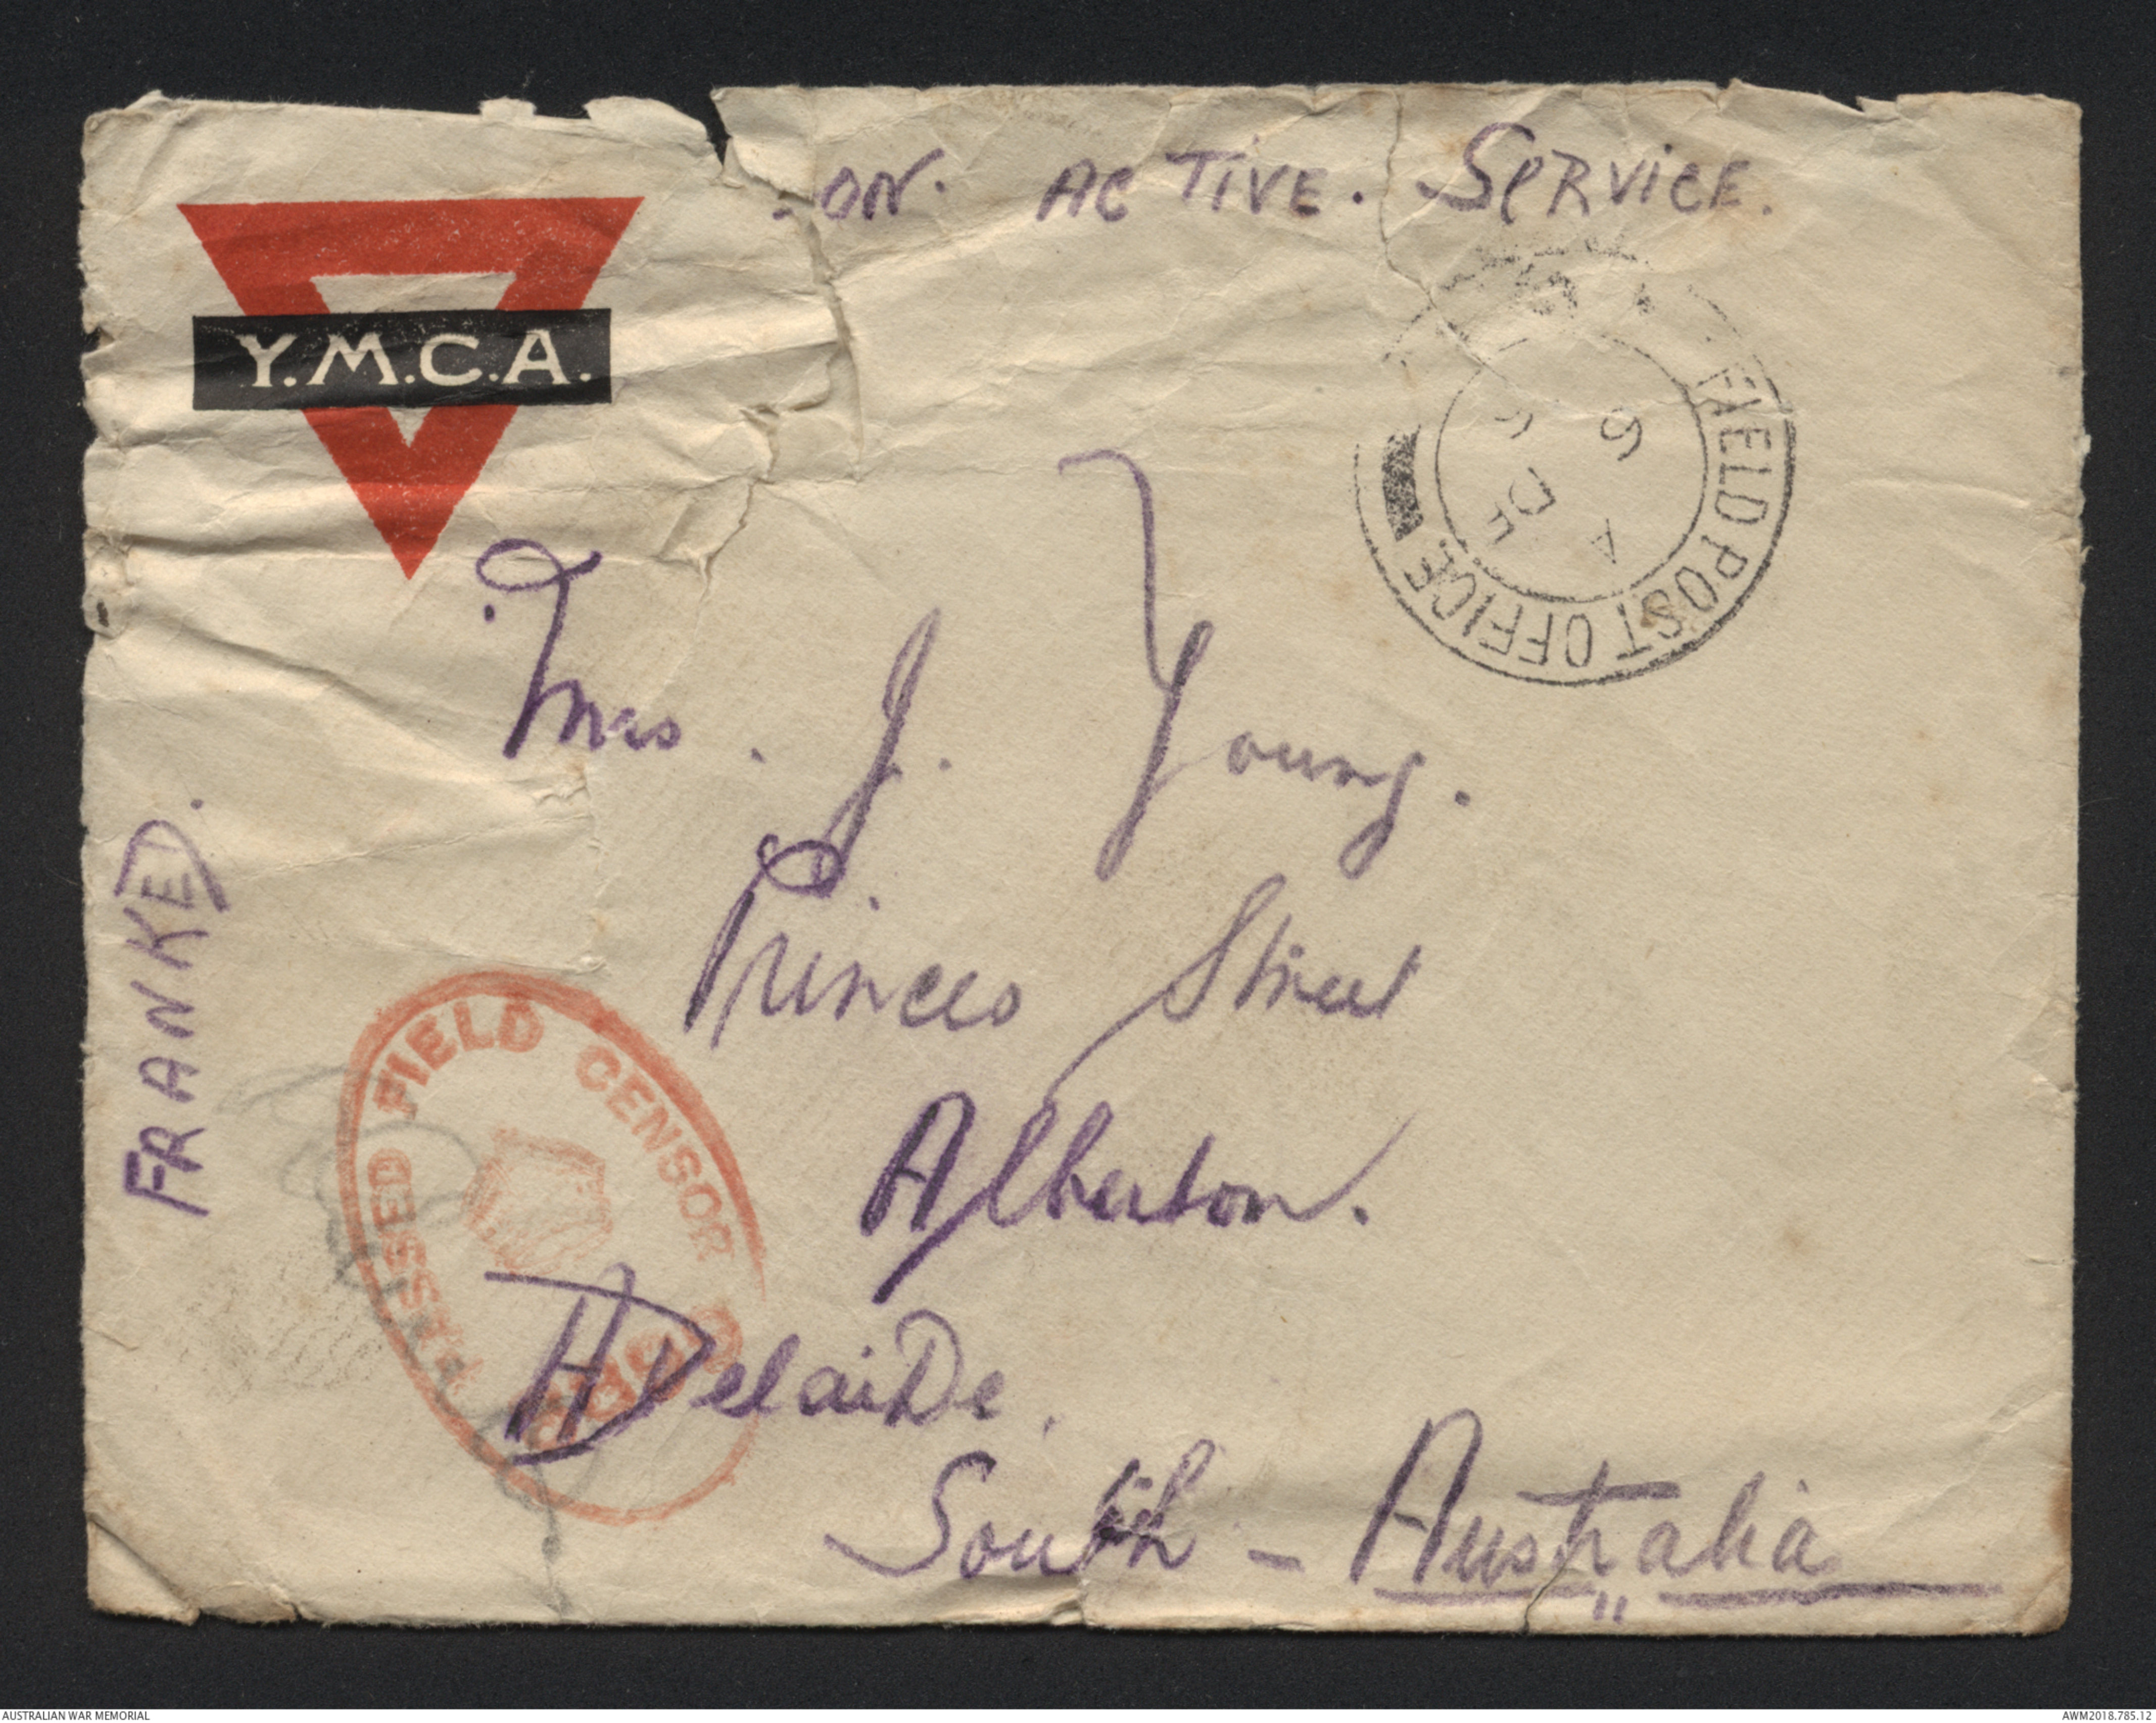 -ON. ACTIVE. SERVICE.
Y.M.C.A.
FIELD POST OFFICE
A
DE
6
Mrs. J. Young.
Princes Street
Alberton.
FRANKED.
PASSED FIELD CENSOR
ADelaiDe.
South - Australia
AUSTRALIAN WAR MEMORIAL
AWM2018.785.12